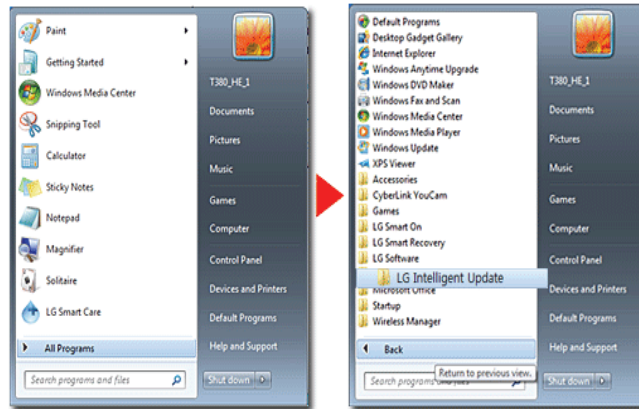 Paint
Getting Started
Windows Media Center
Snipping Tool
Calculator
Sticky Notes
Notepad
Magnifier
Solitaire
LG Smart Care
All Programs
Search programs and files
T380_HE_1
Documents
Pictures
Music
Games
Computer
Control Panel
Devices and Printers
Default Programs
Help and Support
Shut down
Default Programs
Desktop Gadget Gallery
Internet Explorer
Windows Anytime Upgrade
Windows DVD Maker
Windows Fax and Scan
Windows Media Center
Windows Media Player
Windows Update
XPS Viewer
Accessories
CyberLink YouCam
Games
LG Smart On
LG Smart Recovery
LG Software
LG Intelligent Update
Microsoft Office
Startup
Wireless Manager
Back
Return to previous view.
Search programs and files
T380_HE_1
Documents
Pictures
Music
Games
Computer
Control Panel
Devices and Printers
Default Programs
Help and Support
Shut down